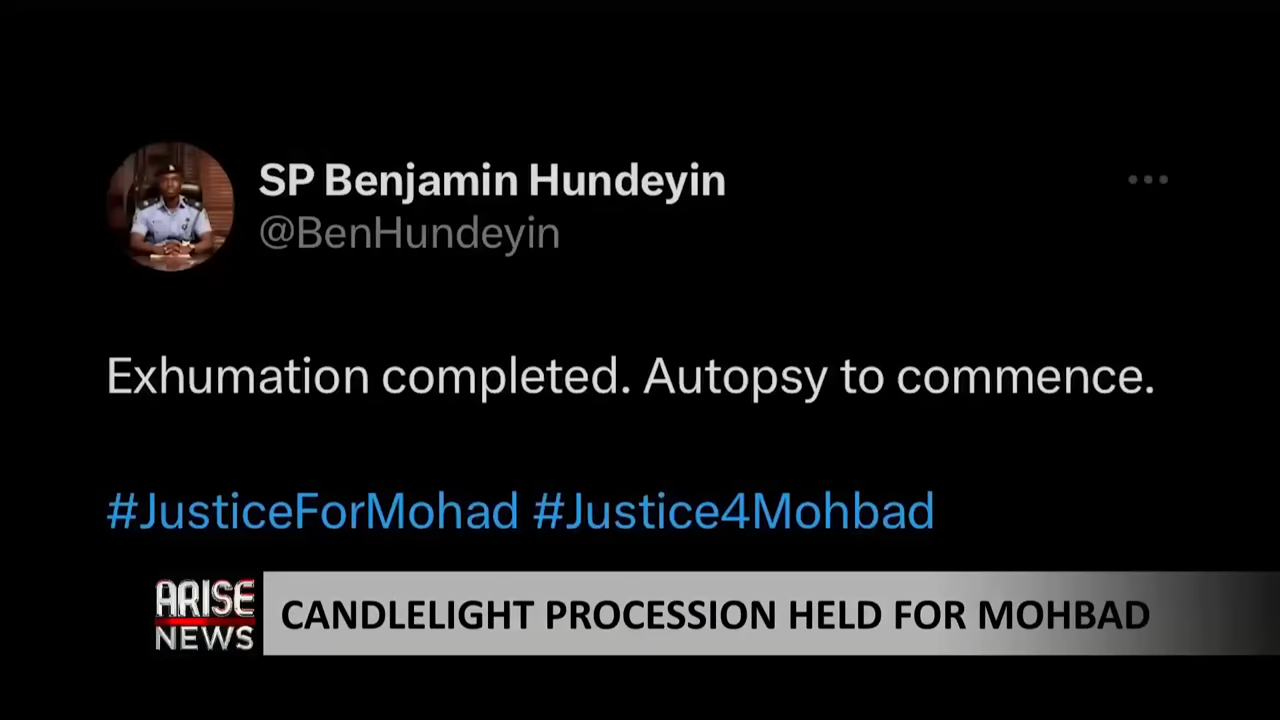 SP Benjamin Hundeyin
@BenHundeyin
Exhumation completed. Autopsy to commence.
#JusticeForMohad #Justice4Mohbad
ARISE
NEWS
CANDLELIGHT PROCESSION HELD FOR MOHBAD